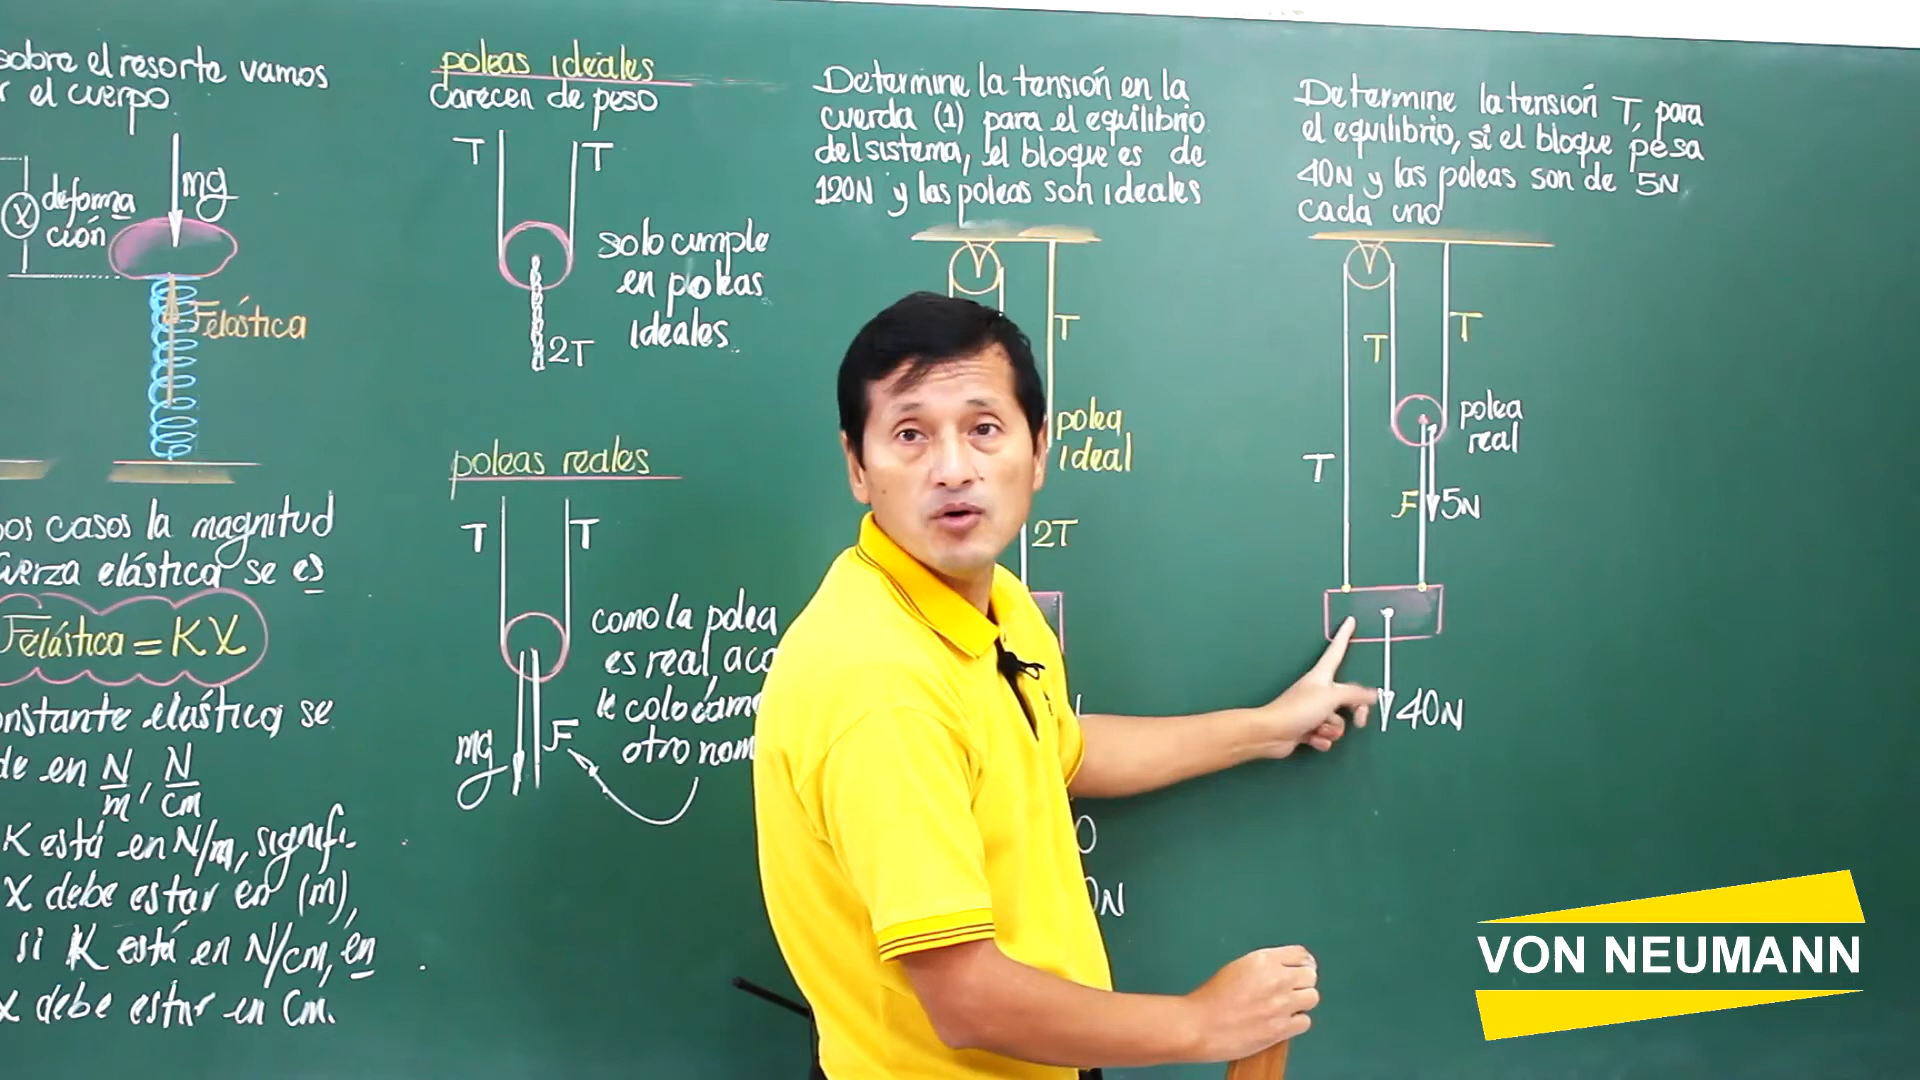 sobre el resorte vamos
r el cuerpo
mg
deforma
ción
X
Felástica
os casos la magnitud
uerza elástica se es
Felástica = KX
onstante elástica se
de en N/m, N/cm
K está en N/m, signifi-
X debe estar en (m),
si K está en N/cm, en
X debe estar en Cm.
poleas ideales
Carecen de peso
T T
solo cumple
en poleas
ideales.
2T
poleas reales
T T
como la polea
es real, aca
le colocam
otro nom
mg
F
Determine la tensión en la
cuerda (1) para el equilibrio
del sistema, el bloque es de
120N y las poleas son ideales
T
polea
ideal
2T
0
0N
Determine la tensión T, para
el equilibrio, si el bloque pesa
40N y las poleas son de 5N
cada uno
T
T
polea
real
T
F
5N
40N
VON NEUMANN